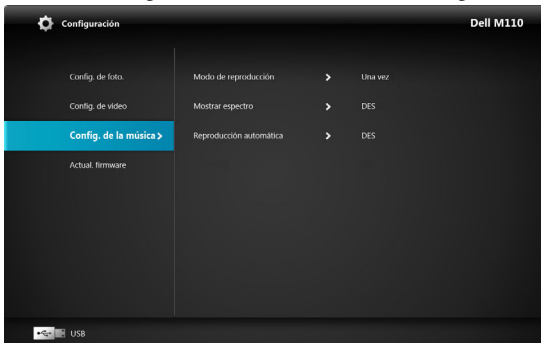 Configuración
Dell M110
Config. de foto.
Modo de reproducción > Una vez
Config. de vídeo
Mostrar espectro > DES
Config. de la música >
Reproducción automática > DES
Actual. firmware
USB